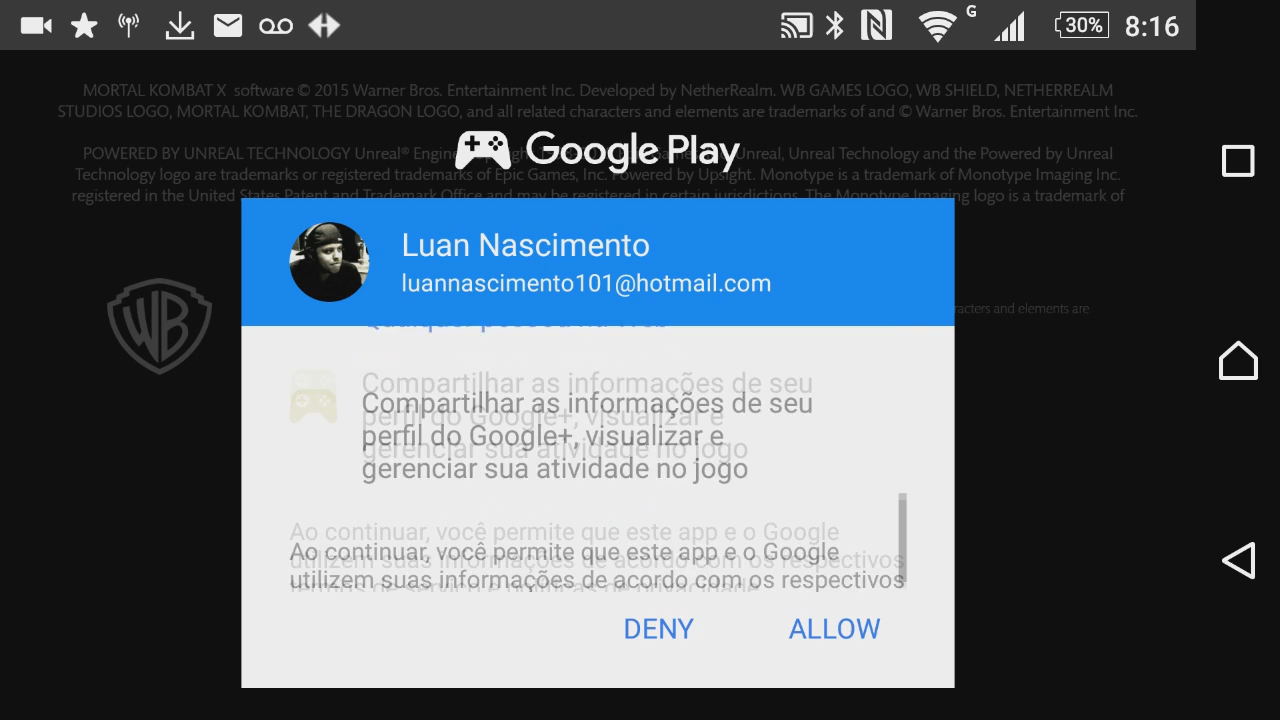 G 30% 8:16
MORTAL KOMBAT X software © 2015 Warner Bros. Entertainment Inc. Developed by NetherRealm. WB GAMES LOGO, WB SHIELD, NETHERREALM
STUDIOS LOGO, MORTAL KOMBAT, THE DRAGON LOGO, and all related characters and elements are trademarks of and © Warner Bros. Entertainment Inc.
Google Play
POWERED BY UNREAL TECHNOLOGY Unreal® Engine Unreal, Unreal Technology and the Powered by Unreal
Technology logo are trademarks or registered trademarks of Epic Games, Inc. Powered by Upsight. Monotype is a trademark of Monotype Imaging Inc.
registered in the United States Patent and Trademark Office and may be registered in certain jurisdictions. The Monotype Imaging logo is a trademark of
Luan Nascimento
luannascimento101@hotmail.com
WB
characters and elements are
Compartilhar as informações de seu
perfil do Google+, visualizar e
gerenciar sua atividade no jogo
Ao continuar, você permite que este app e o Google
utilizem suas informações de acordo com os respectivos
DENY ALLOW